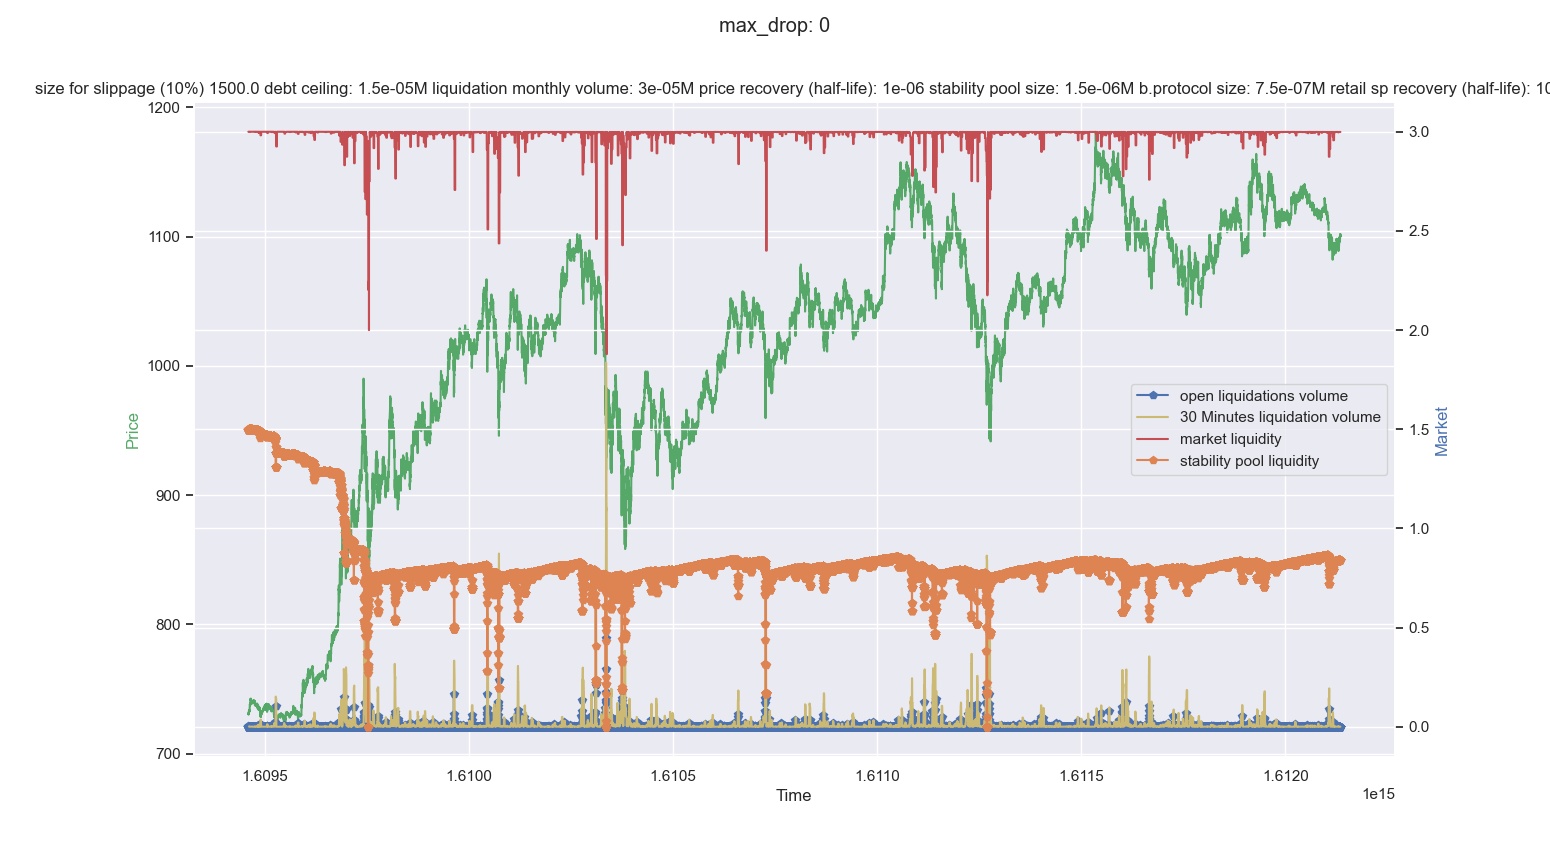 max_drop: 0
size for slippage (10%) 1500.0 debt ceiling: 1.5e-05M liquidation monthly volume: 3e-05M price recovery (half-life): 1e-06 stability pool size: 1.5e-06M b.protocol size: 7.5e-07M retail sp recovery (half-life): 10
1200
1100
1000
900
800
700
Price
3.0
2.5
2.0
1.5
1.0
0.5
0.0
Market
open liquidations volume
30 Minutes liquidation volume
market liquidity
stability pool liquidity
1.6095 1.6100 1.6105 1.6110 1.6115 1.6120
Time
1e15